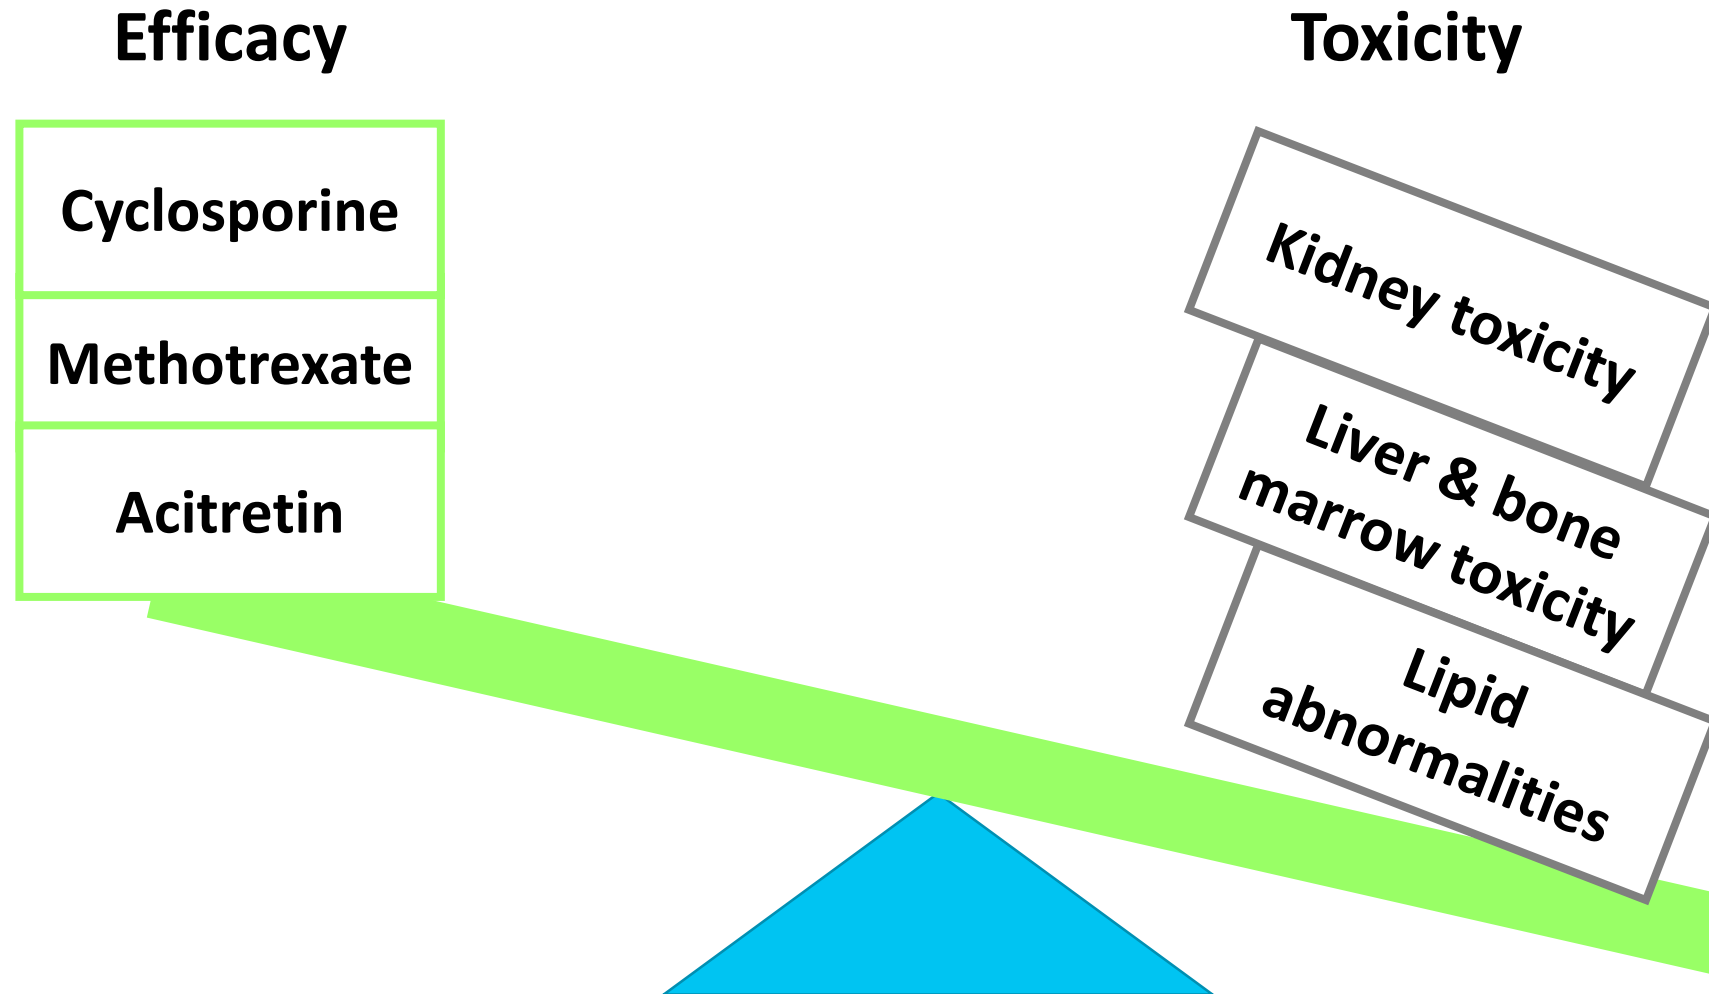 Efficacy
Toxicity
Cyclosporine
Methotrexate
Acitretin
Kidney toxicity
Liver & bone
marrow toxicity
Lipid
abnormalities